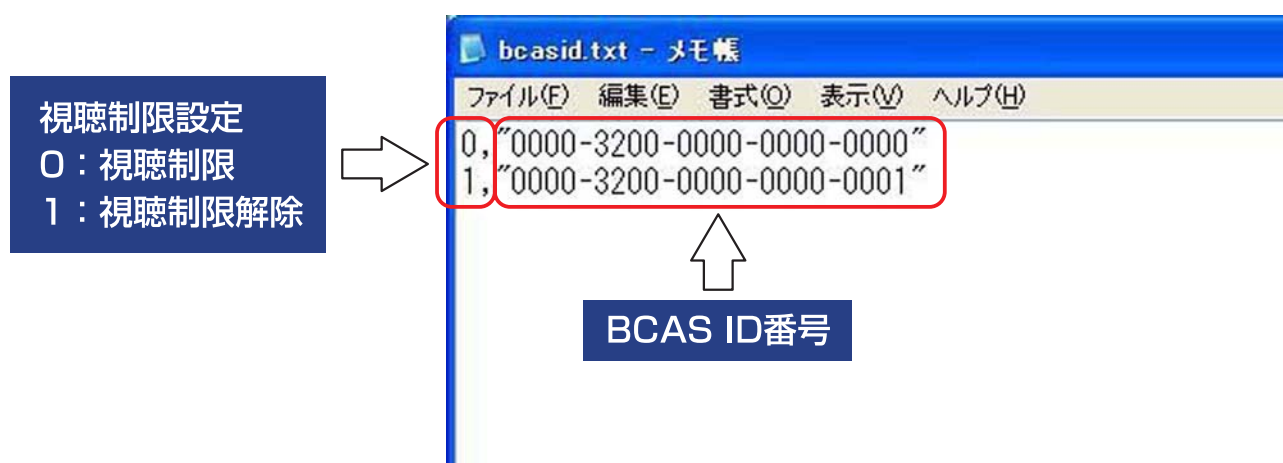 bcasid.txt - メモ帳
ファイル(F) 編集(E) 書式(O) 表示(V) ヘルプ(H)
視聴制限設定
0：視聴制限
1：視聴制限解除
0,"0000-3200-0000-0000-0000"
1,"0000-3200-0000-0000-0001"
BCAS ID番号